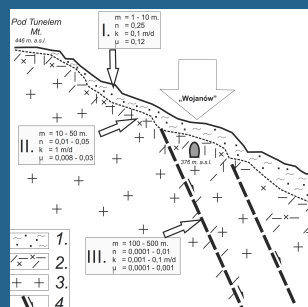 Pod Tunelem
Mt.
446 m. a.s.l.
I.
m = 1 - 10 m.
n = 0,25
k = 0,1 m/d
μ = 0,12
„Wojanów"
II.
m = 10 - 50 m.
n = 0,01 - 0,05
k = 1 m/d
μ = 0,008 - 0,03
376 m. a.s.l.
III.
m = 100 - 500 m.
n = 0,0001 - 0,01
k = 0,001 - 0,1 m/d
μ = 0,0001 - 0,001
1.
2.
3.
4